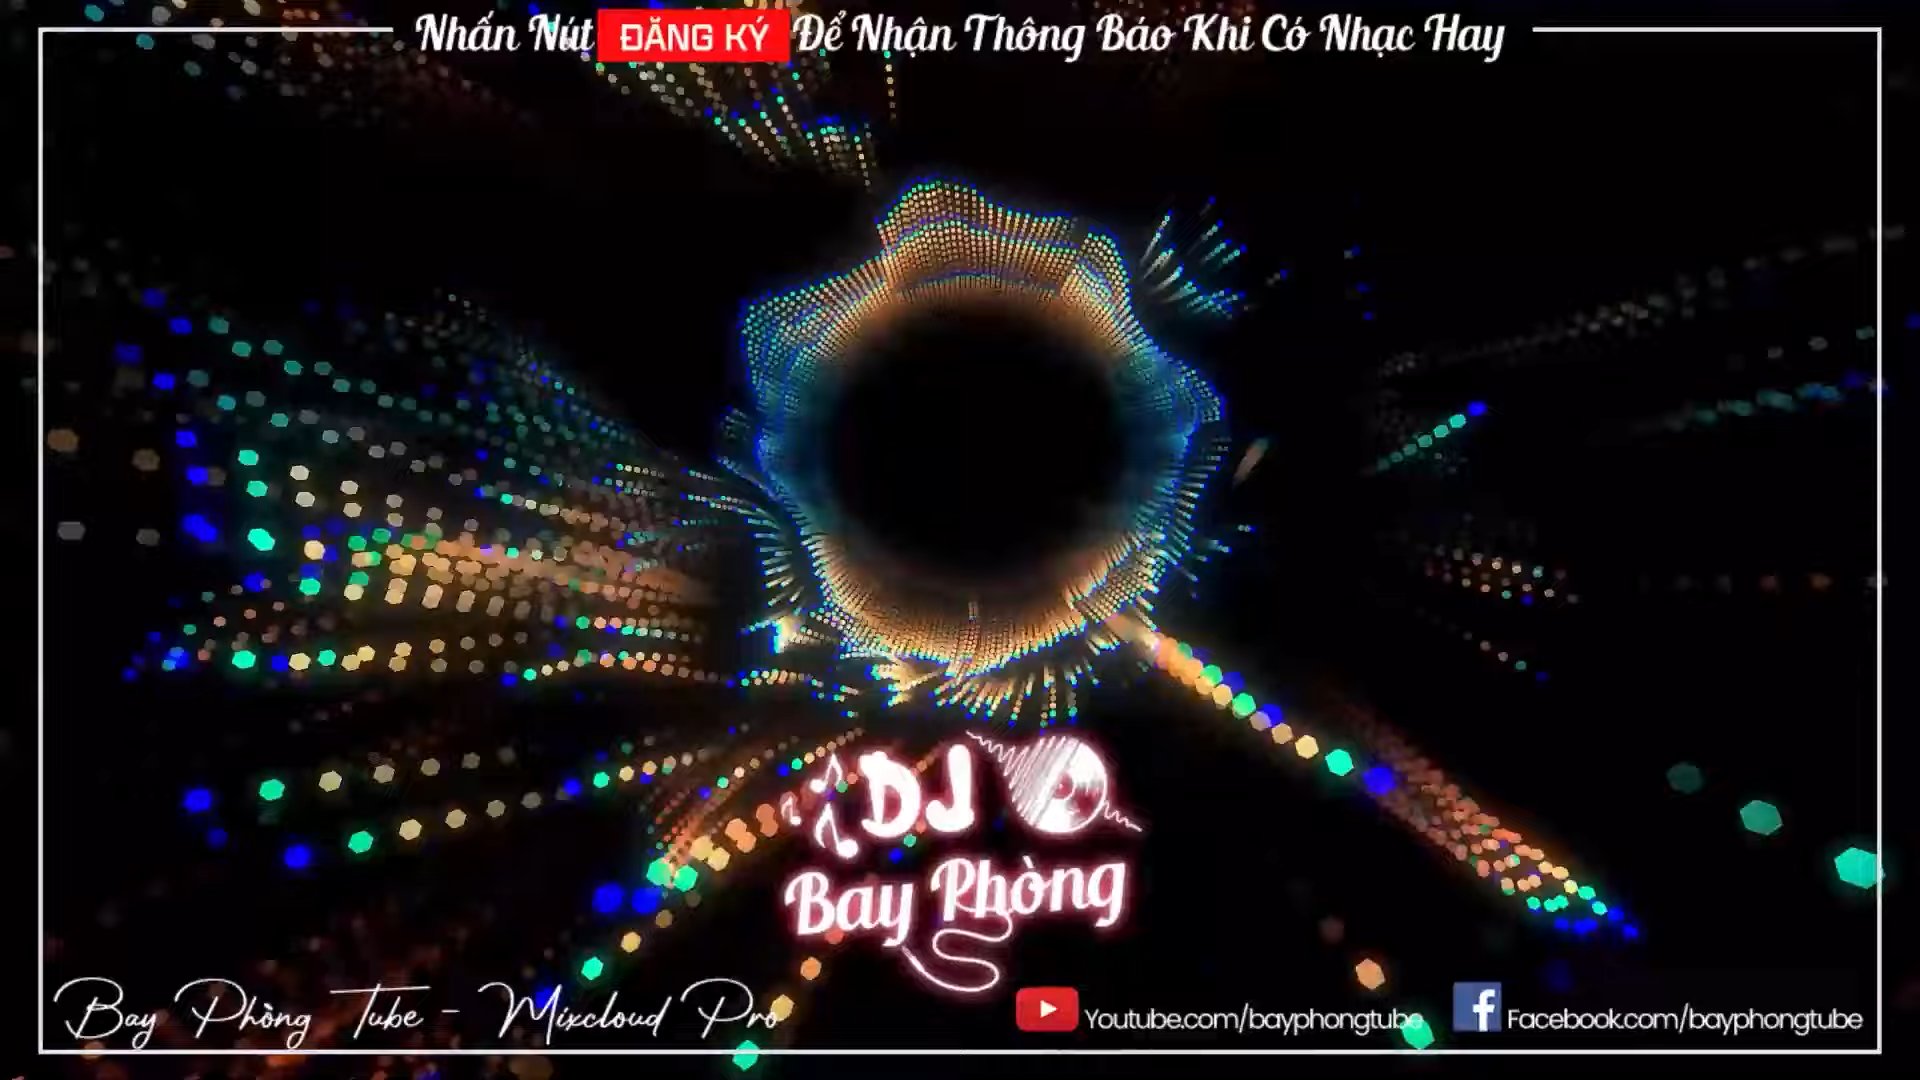 Nhấn Nút ĐĂNG KÝ Để Nhận Thông Báo Khi Có Nhạc Hay
DJ
Bay Phòng
Bay Phòng Tube - Mixcloud Pro
Youtube.com/bayphongtube
Facebook.com/bayphongtube